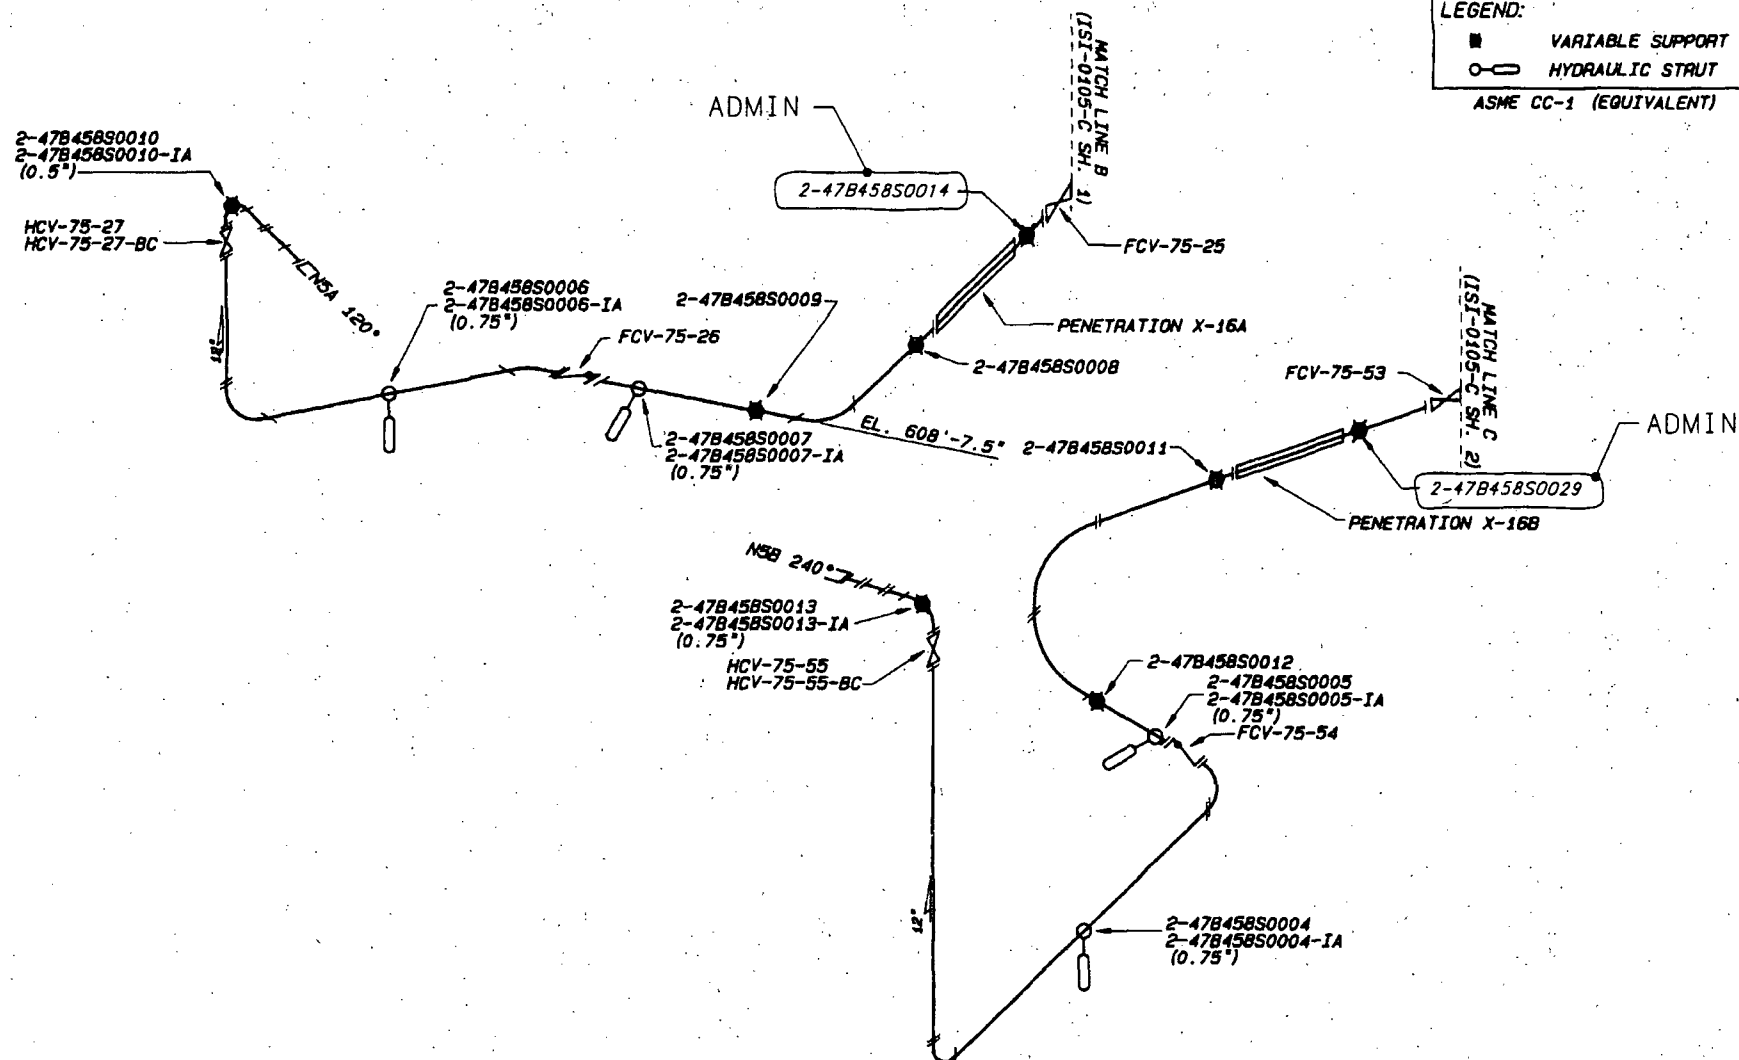 LEGEND:
VARIABLE SUPPORT
HYDRAULIC STRUT
ASME CC-1 (EQUIVALENT)
MATCH LINE B
(ISI-0105-C SH. 1)
ADMIN
2-47B458S0014
FCV-75-25
2-47B458S0010
2-47B458S0010-IA
(0.5")
HCV-75-27
HCV-75-27-BC
N5A 120°
12"
2-47B458S0006
2-47B458S0006-IA
(0.75")
FCV-75-26
2-47B458S0009
PENETRATION X-16A
2-47B458S0008
2-47B458S0007
2-47B458S0007-IA
(0.75")
EL. 608'-7.5"
MATCH LINE C
(ISI-0105-C SH. 2)
FCV-75-53
ADMIN
2-47B458S0011
2-47B458S0029
PENETRATION X-16B
N5B 240°
2-47B458S0013
2-47B458S0013-IA
(0.75")
HCV-75-55
HCV-75-55-BC
2-47B458S0012
2-47B458S0005
2-47B458S0005-IA
(0.75")
FCV-75-54
12"
2-47B458S0004
2-47B458S0004-IA
(0.75")